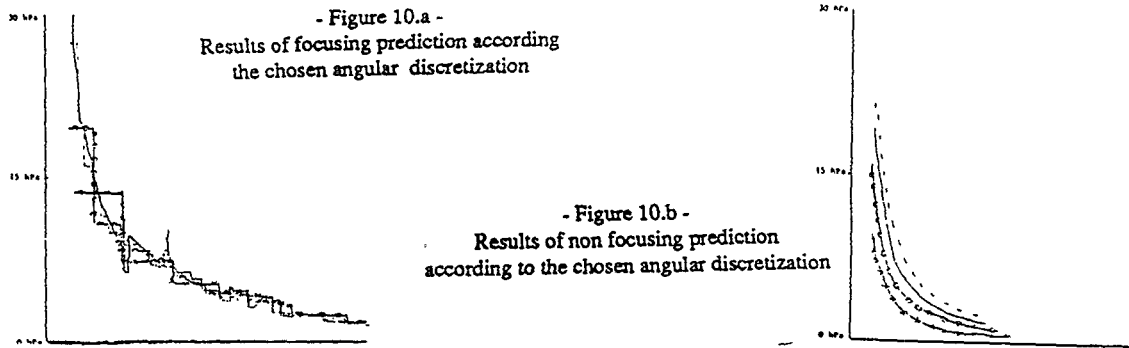 30 hPa
- Figure 10.a -
Results of focusing prediction according
the chosen angular discretization
15 hPa
0 hPa
30 hPa
15 hPa
- Figure 10.b -
Results of non focusing prediction
according to the chosen angular discretization
0 hPa